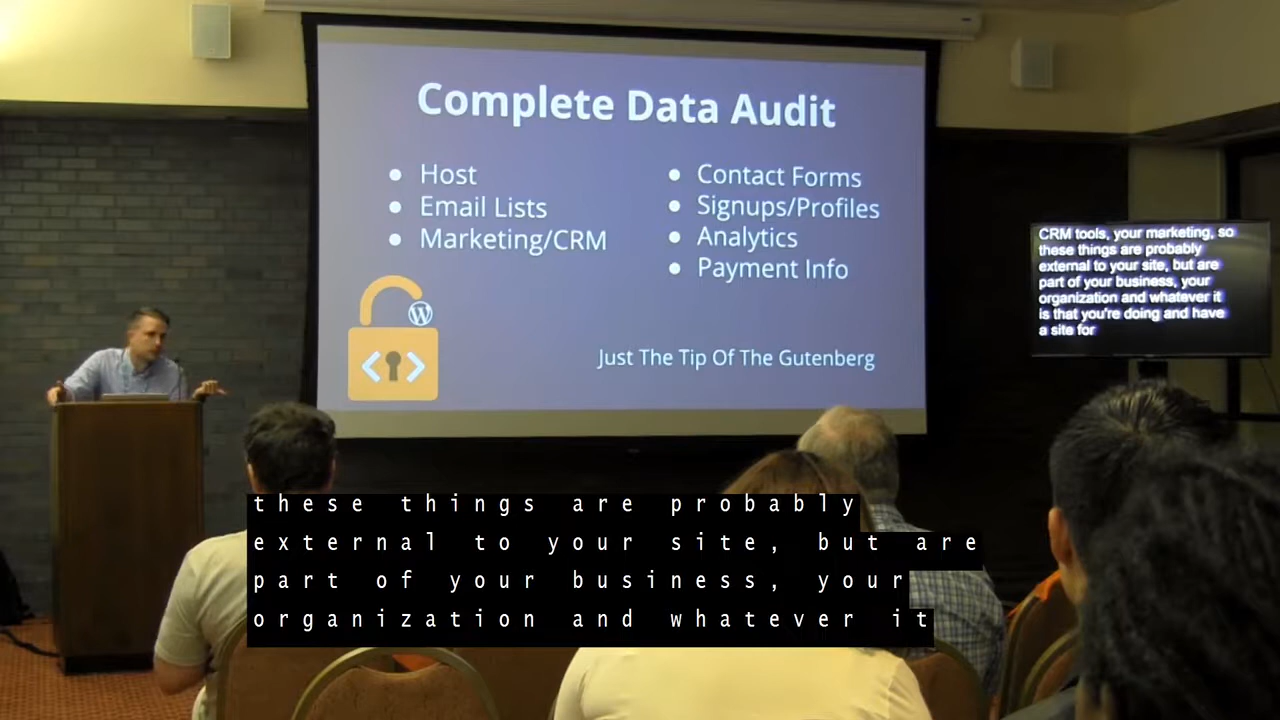 Complete Data Audit
Host
Email Lists
Marketing/CRM
Contact Forms
Signups/Profiles
Analytics
Payment Info
Just The Tip Of The Gutenberg
CRM tools, your marketing, so
these things are probably
external to your site, but are
part of your business, your
organization and whatever it
is that you're doing and have
a site for
these things are probably
external to your site, but are
part of your business, your
organization and whatever it